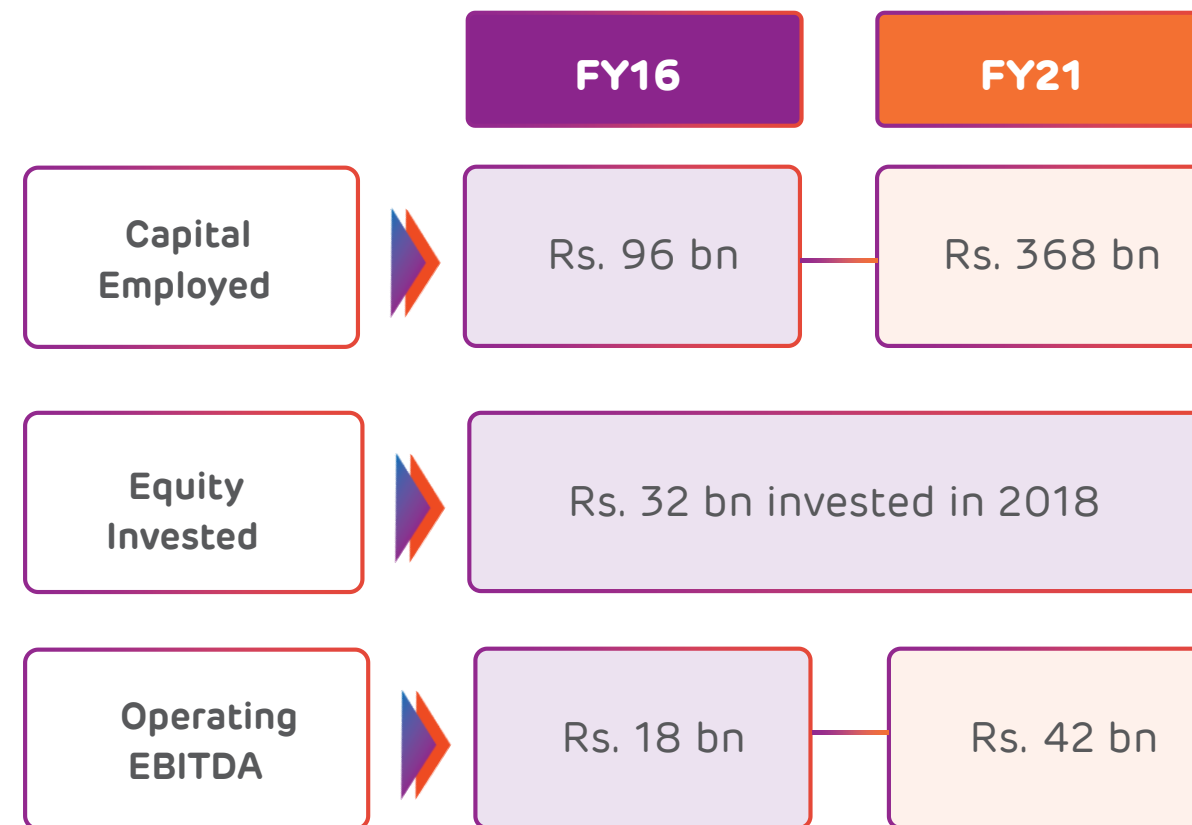 FY16
FY21
Capital
Employed
Rs. 96 bn
Rs. 368 bn
Equity
Invested
Rs. 32 bn invested in 2018
Operating
EBITDA
Rs. 18 bn
Rs. 42 bn